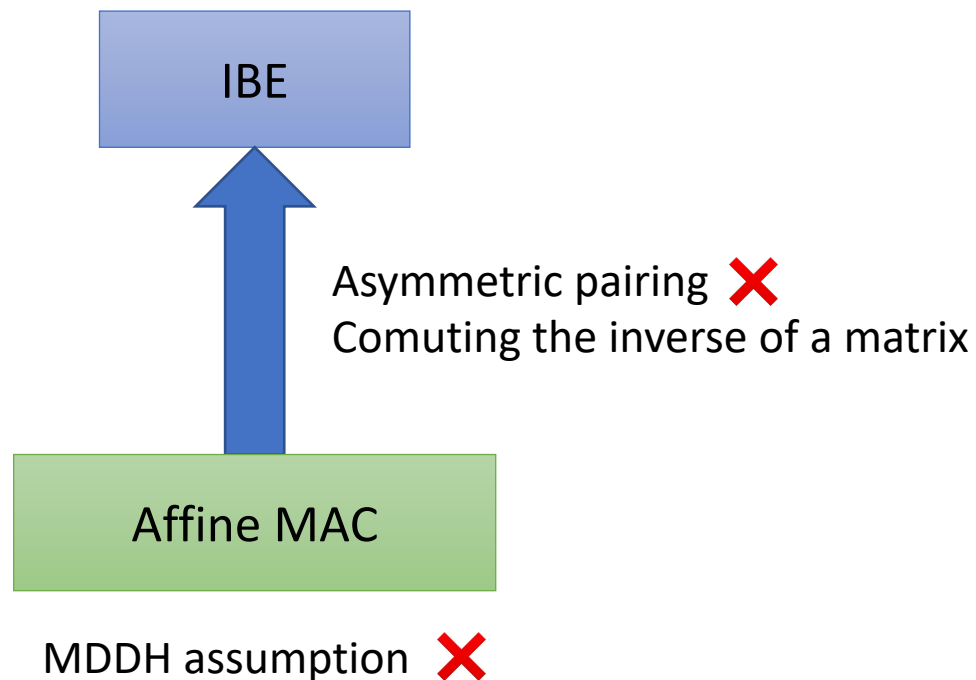 IBE
Asymmetric pairing
Comuting the inverse of a matrix
Affine MAC
MDDH assumption